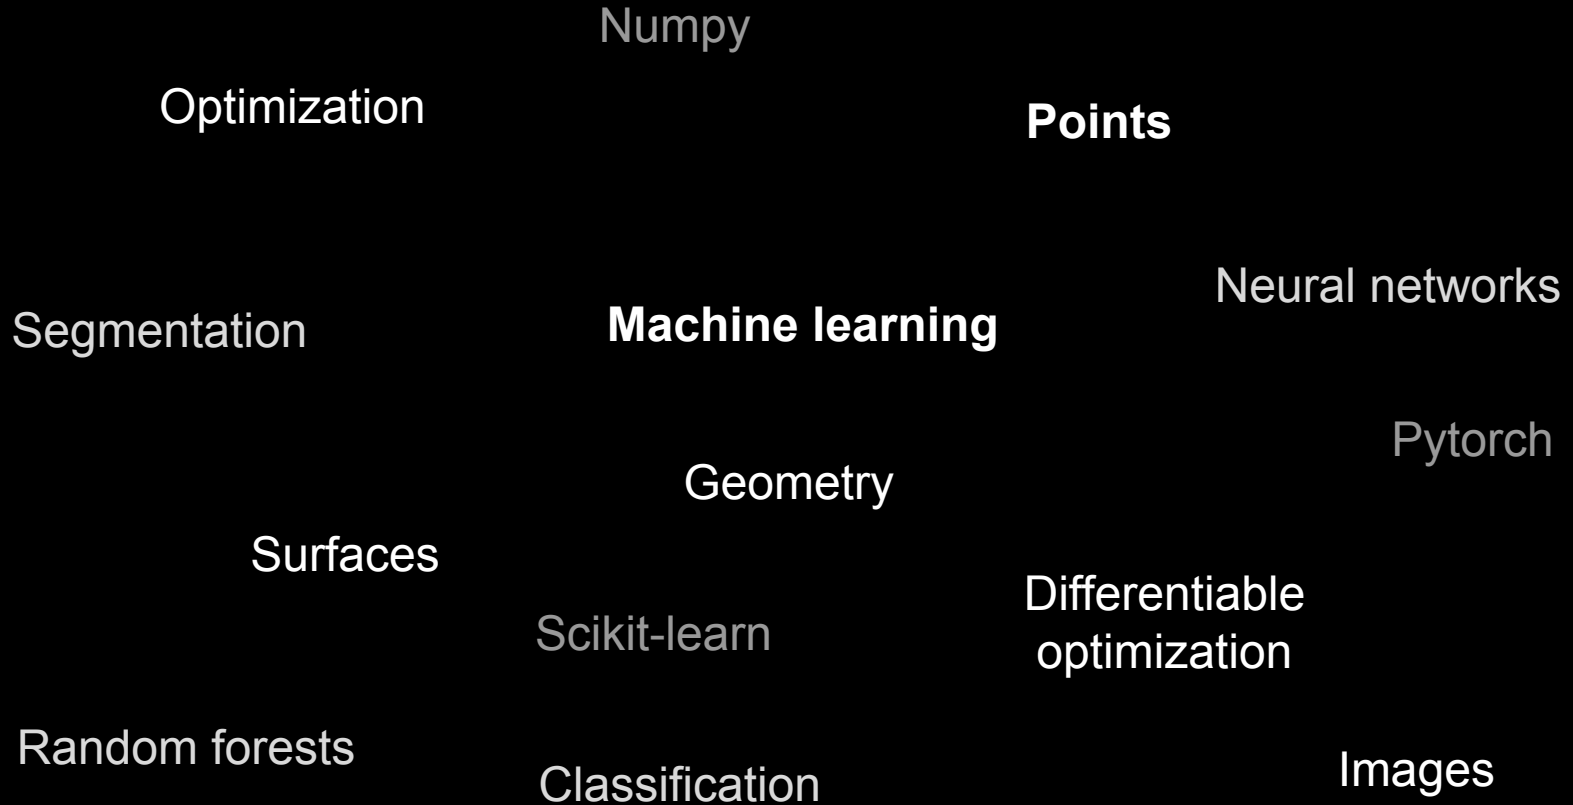 Numpy
Optimization
Points
Neural networks
Segmentation
Machine learning
Pytorch
Geometry
Surfaces
Differentiable
optimization
Scikit-learn
Random forests
Classification
Images